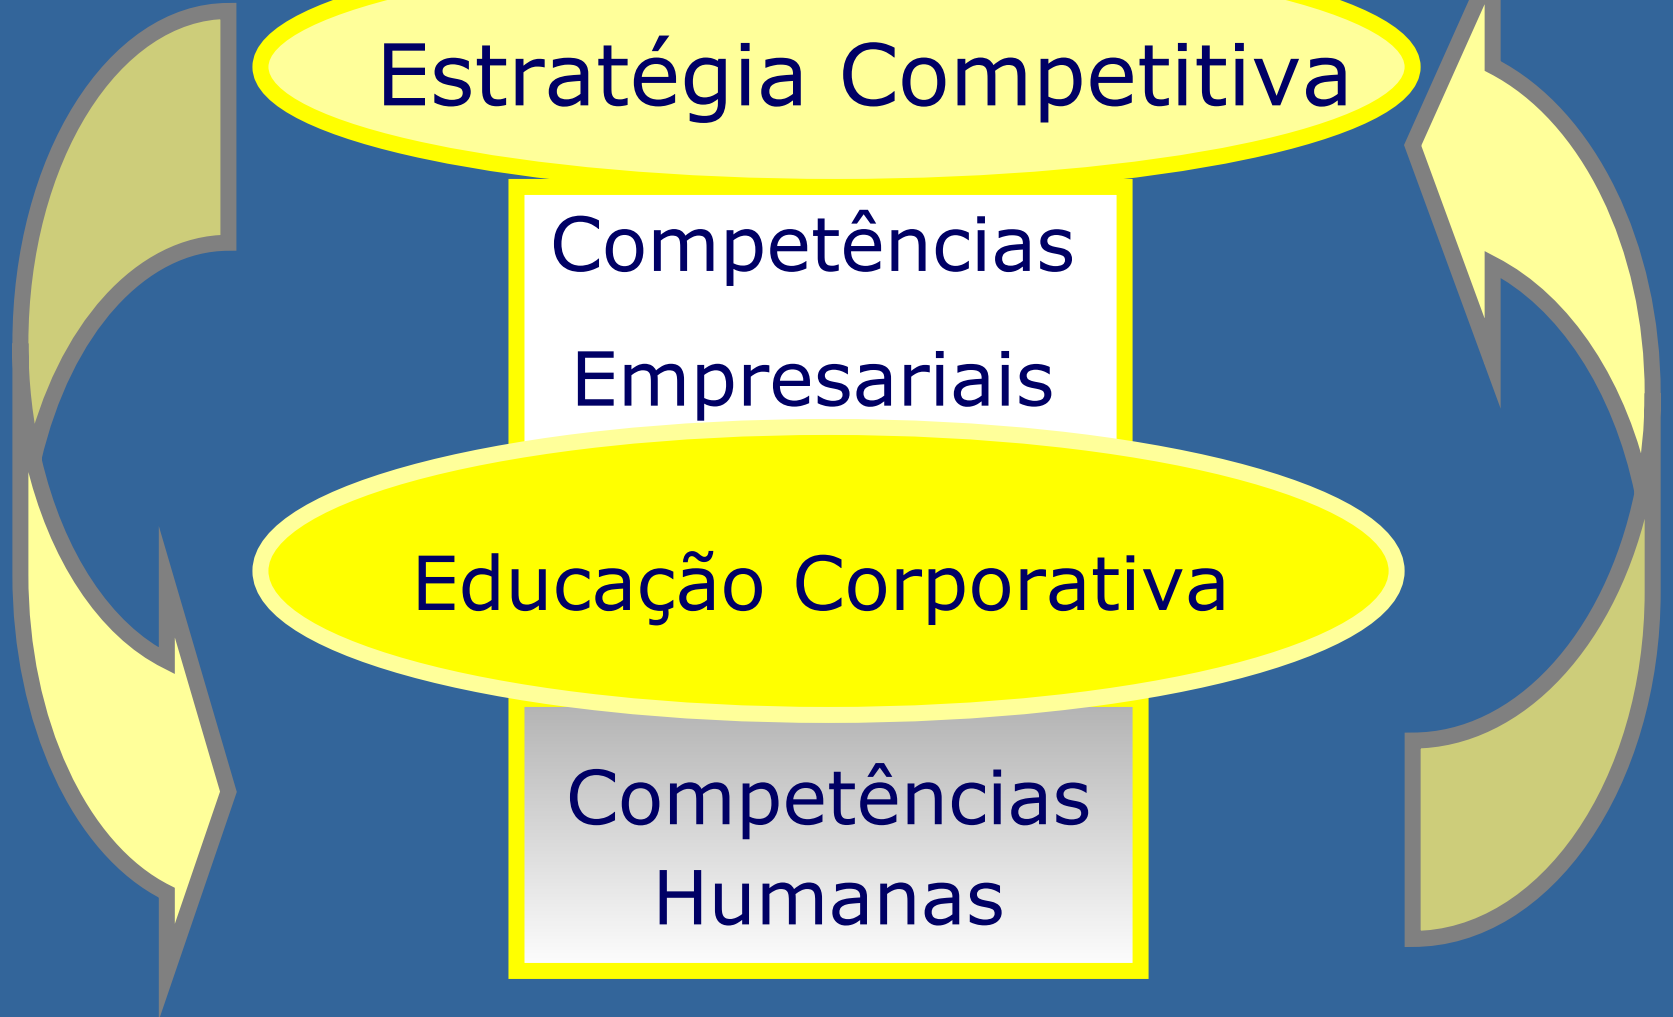 Estratégia Competitiva
Competências
Empresariais
Educação Corporativa
Competências
Humanas